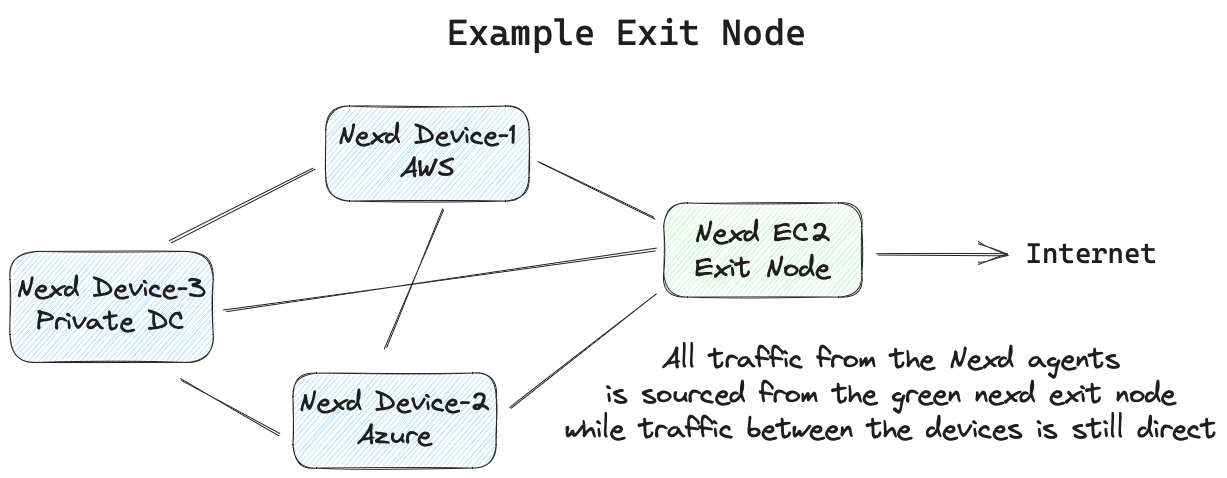 Example Exit Node
Nexd Device-1
AWS
Nexd EC2
Exit Node
Internet
Nexd Device-3
Private DC
Nexd Device-2
Azure
All traffic from the Nexd agents
is sourced from the green nexd exit node
while traffic between the devices is still direct